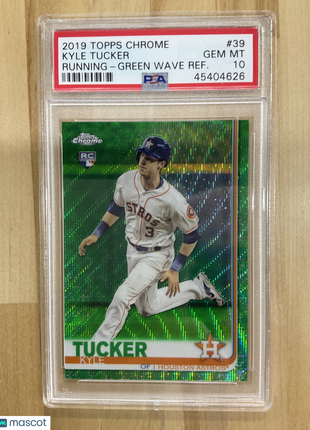 2019 TOPPS CHROME #39
KYLE TUCKER GEM MT
RUNNING – GREEN WAVE REF. 10
PSA 45404626
Topps Chrome
RC
ASTROS
3
TUCKER
KYLE
H
OF | HOUSTON ASTROS®
m mascot